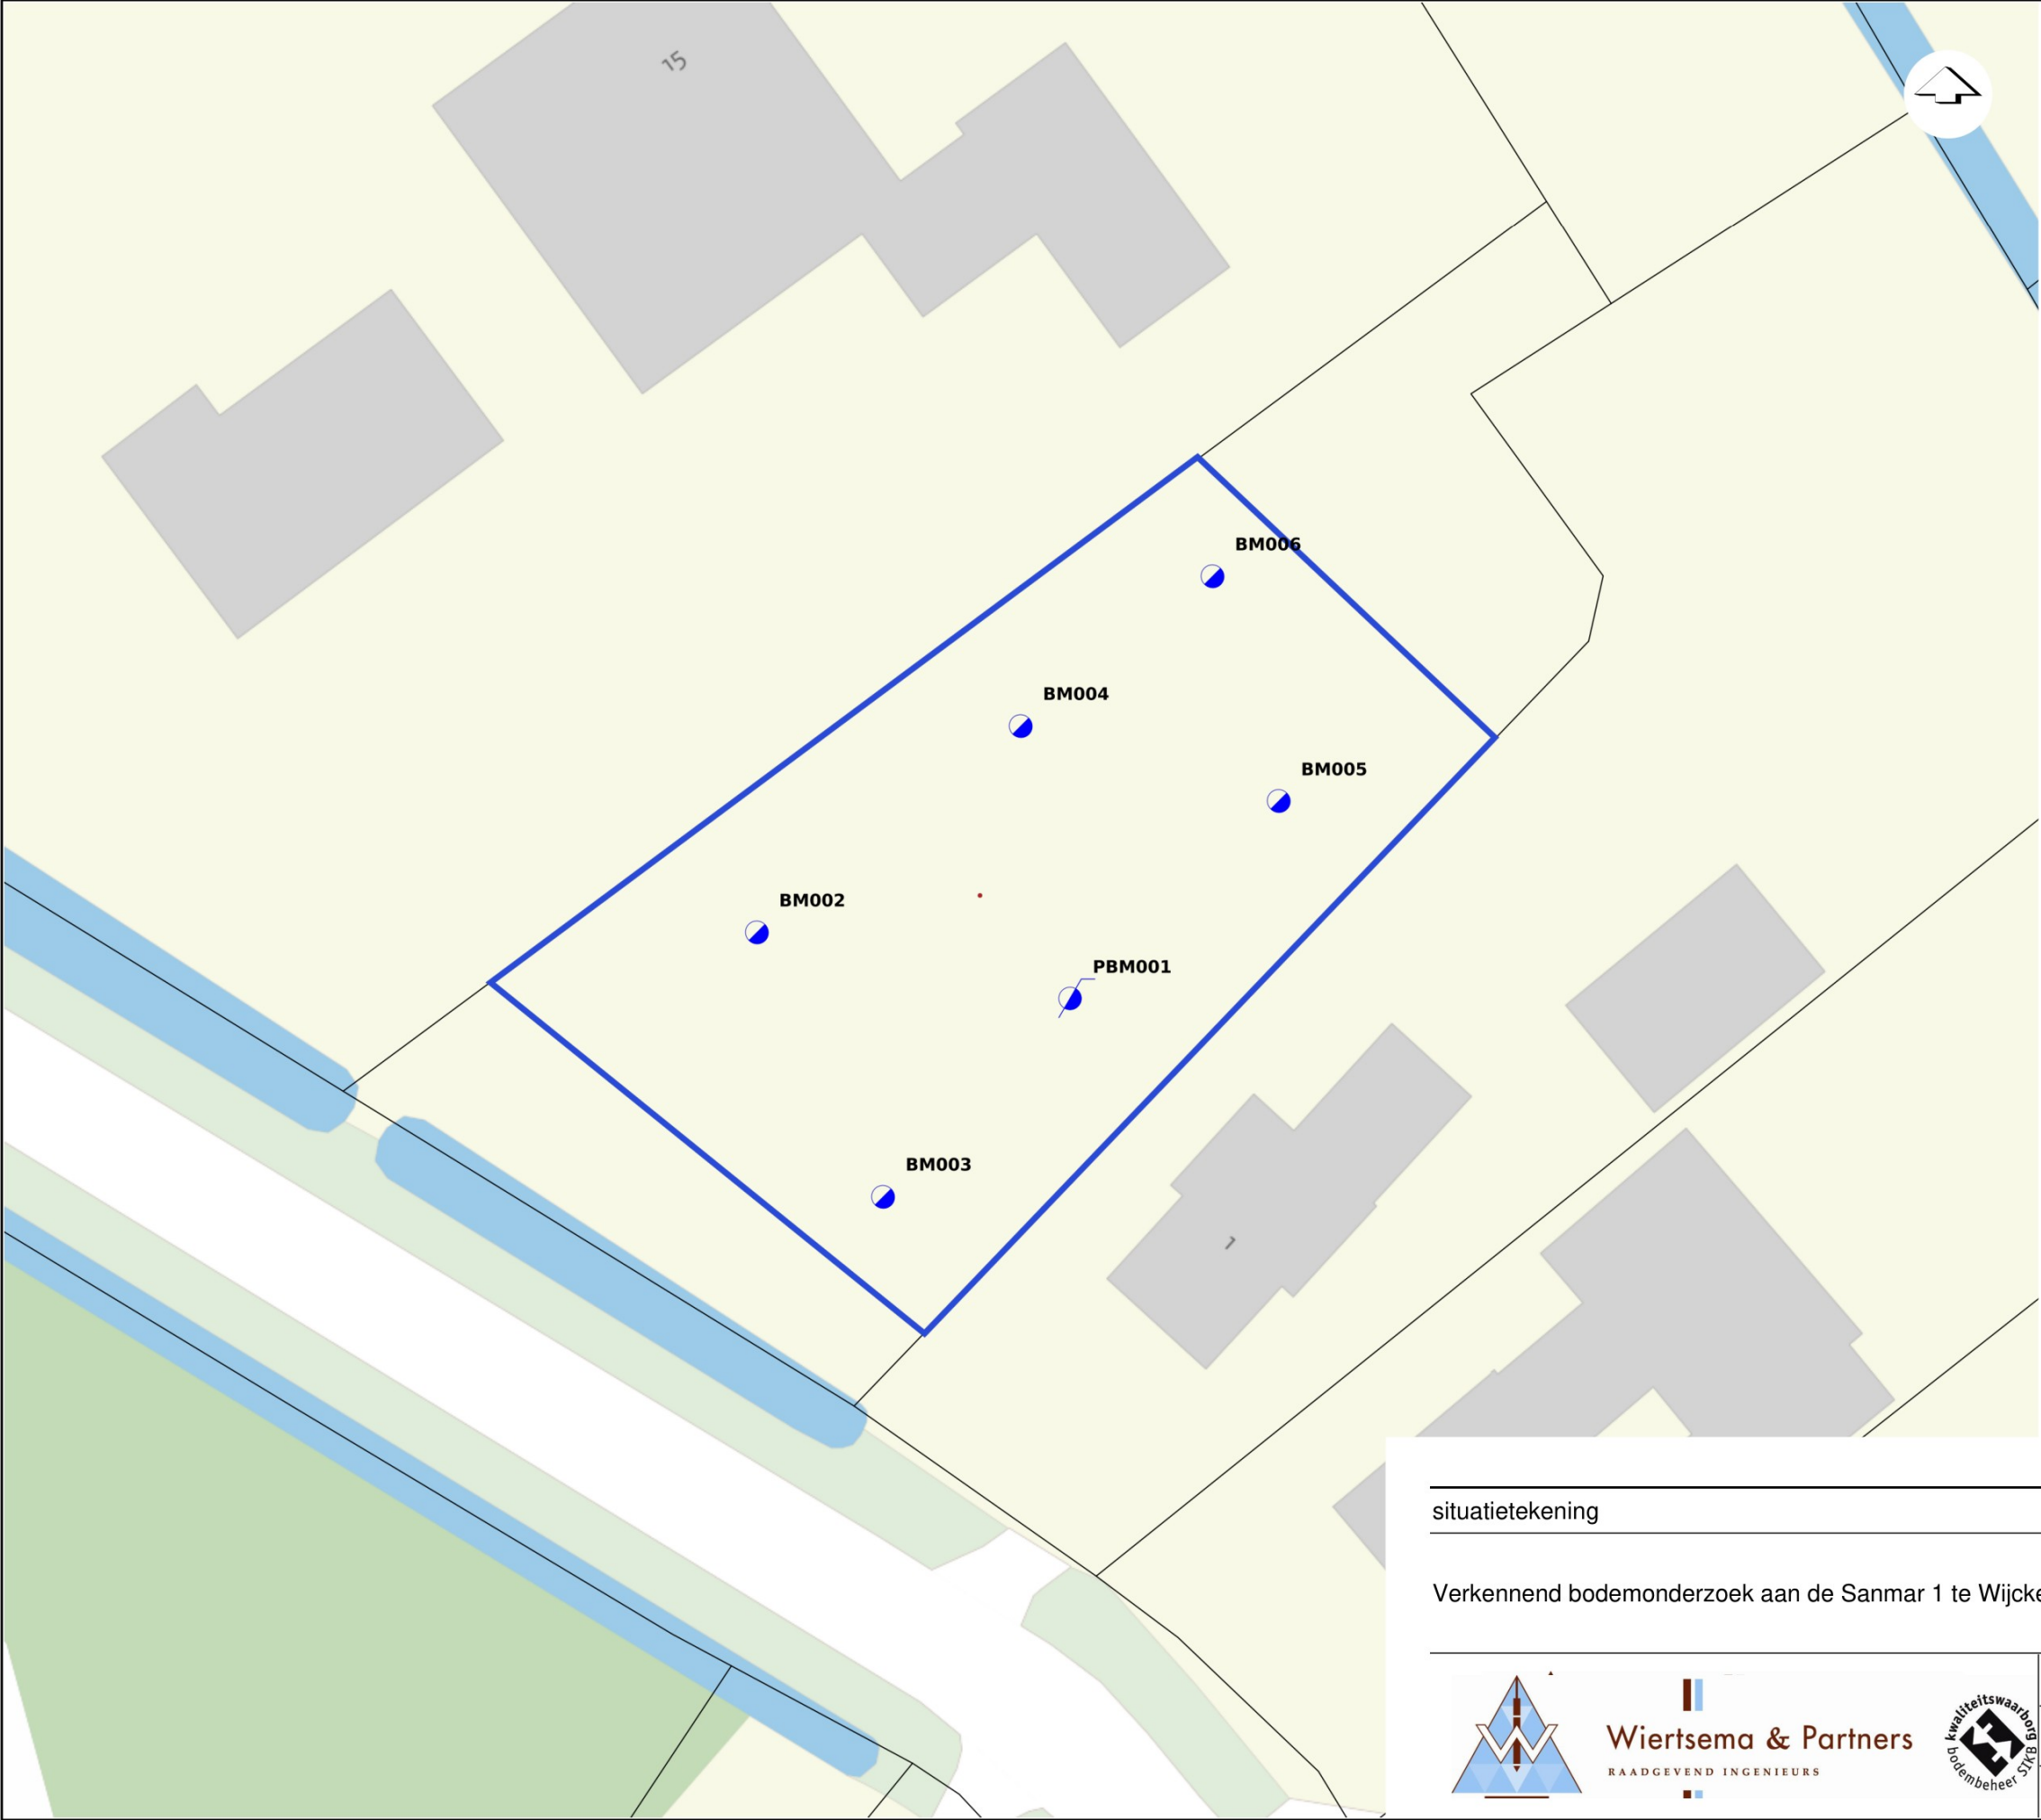 15
BM006
BM004
BM005
BM002
PBM001
BM003
1
situatietekening
Verkennend bodemonderzoek aan de Sanmar 1 te Wijcke
Wiertsema & Partners
RAADGEVEND INGENIEURS
kwaliteitswaarborg
bodembeheer SIKB